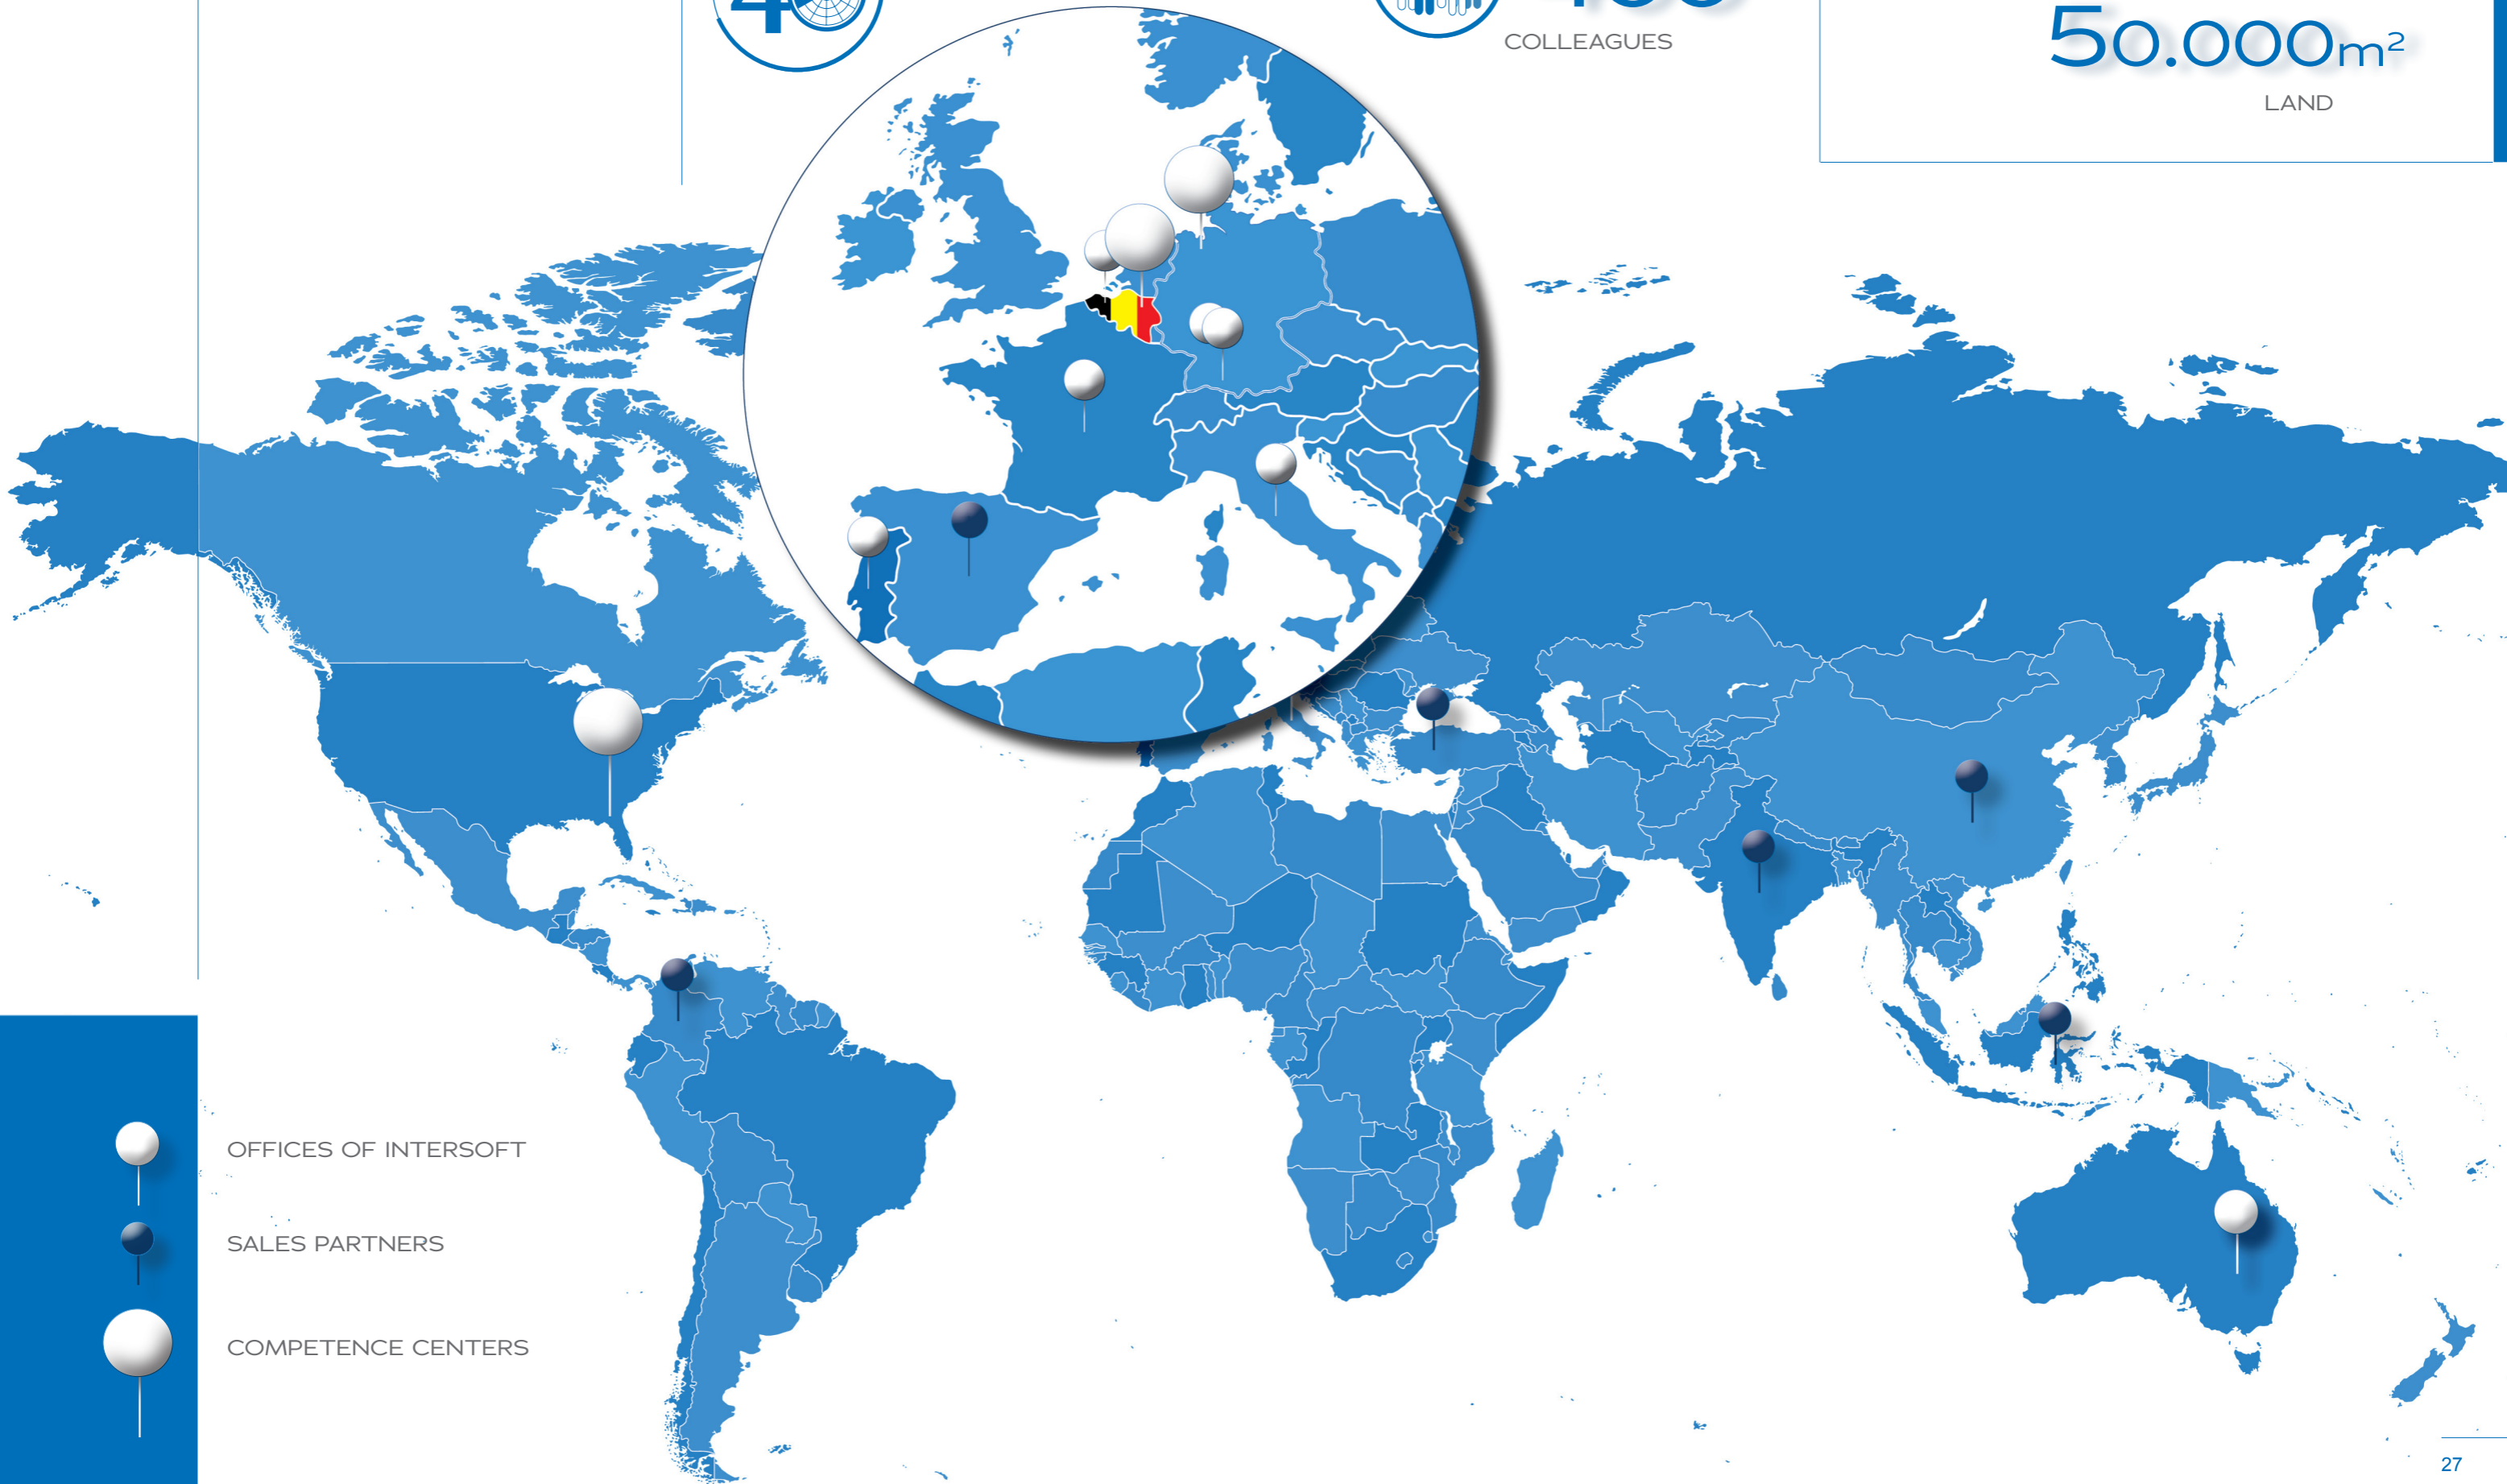 COLLEAGUES
50.000m²
LAND
OFFICES OF INTERSOFT
SALES PARTNERS
COMPETENCE CENTERS
27